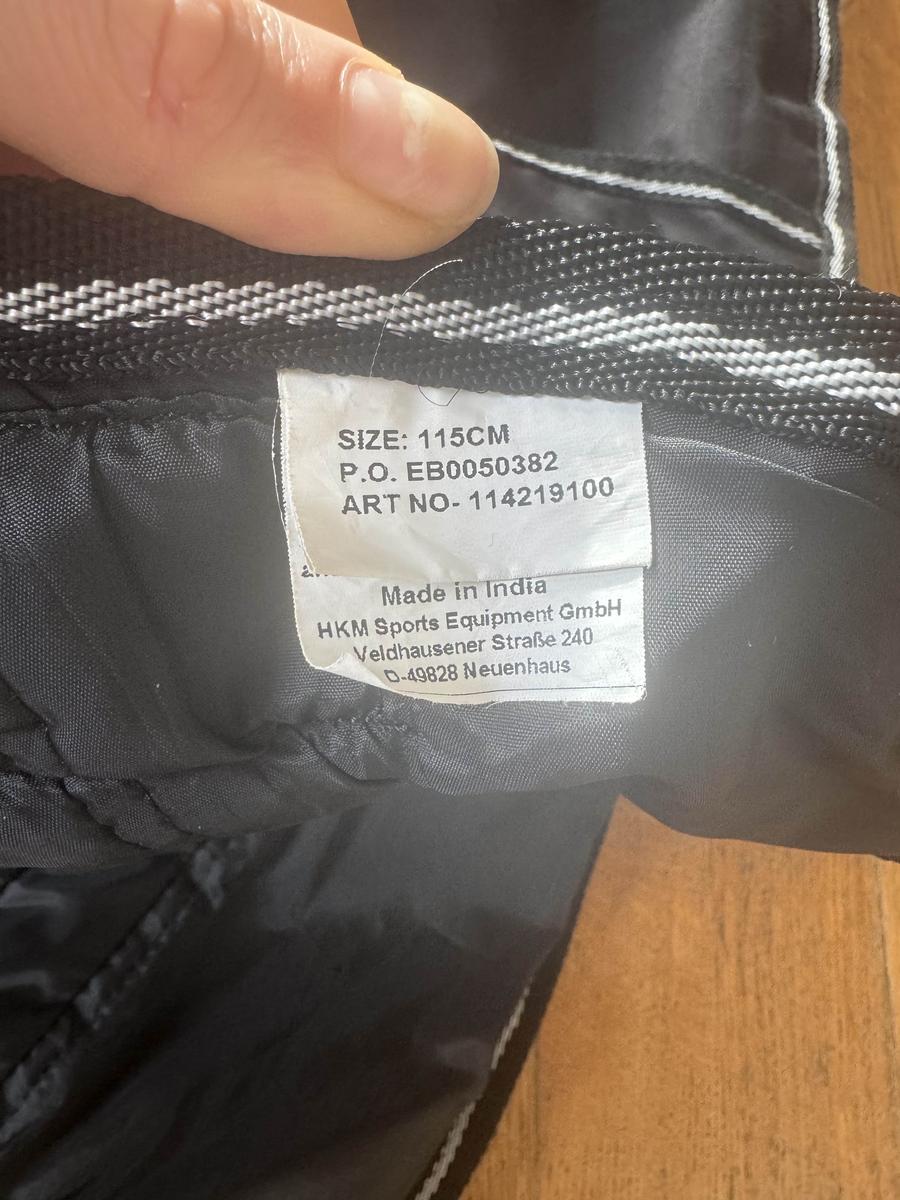 SIZE: 115CM
P.O. EB0050382
ART NO- 114219100
Made in India
HKM Sports Equipment GmbH
Veldhausener Straße 240
D-49828 Neuenhaus